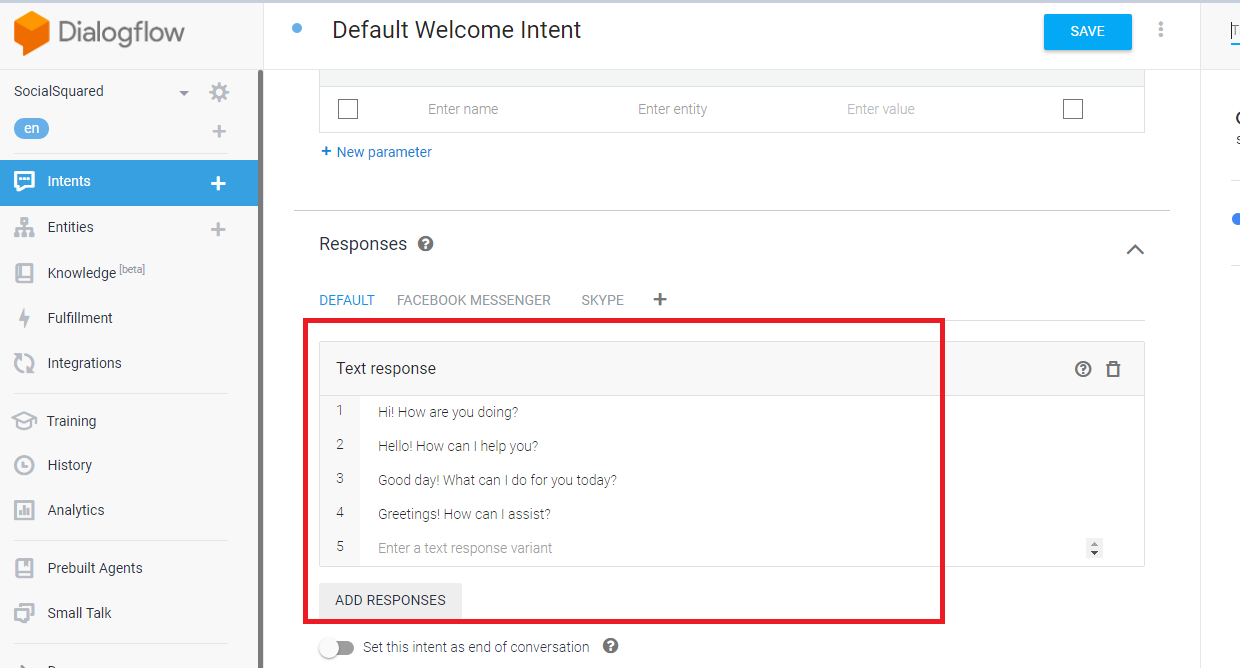 Dialogflow
Default Welcome Intent
SAVE
SocialSquared
en
Intents
Entities
Knowledge [beta]
Fulfillment
Integrations
Training
History
Analytics
Prebuilt Agents
Small Talk
Enter name
Enter entity
Enter value
+ New parameter
Responses
DEFAULT
FACEBOOK MESSENGER
SKYPE
Text response
1 Hi! How are you doing?
2 Hello! How can I help you?
3 Good day! What can I do for you today?
4 Greetings! How can I assist?
5 Enter a text response variant
ADD RESPONSES
Set this intent as end of conversation